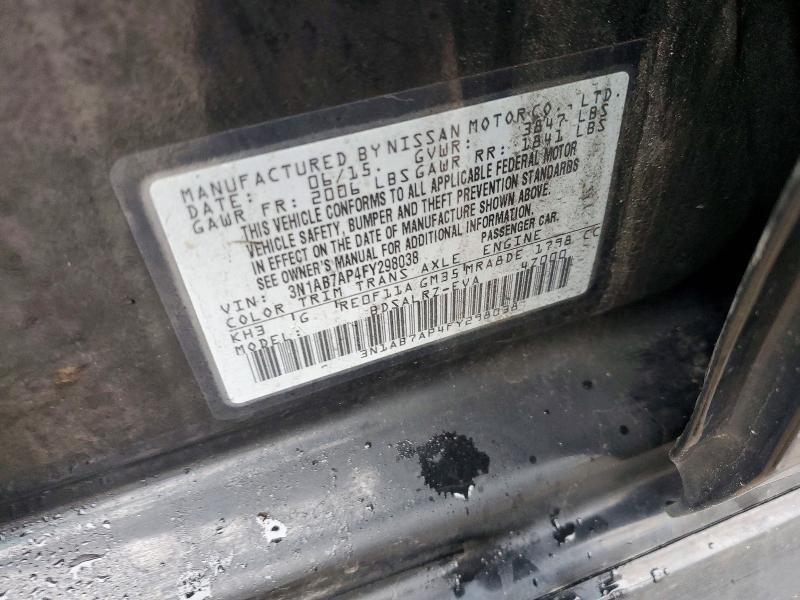 MANUFACTURED BY NISSAN MOTOR CO., LTD.
DATE: 06/15 GVWR: 3847 LBS
GAWR FR: 2006 LBS GAWR RR: 1841 LBS
THIS VEHICLE CONFORMS TO ALL APPLICABLE FEDERAL MOTOR
VEHICLE SAFETY, BUMPER AND THEFT PREVENTION STANDARDS
IN EFFECT ON THE DATE OF MANUFACTURE SHOWN ABOVE.
SEE OWNER'S MANUAL FOR ADDITIONAL INFORMATION.
VIN: 3N1AB7AP4FY298038 PASSENGER CAR.
COLOR TRIM TRANS AXLE ENGINE
KH3 G RE0F11A GM35 MRA8DE 1798 CC
MODEL: BDSALR7-EVA 47000
3N1AB7AP4FY298038